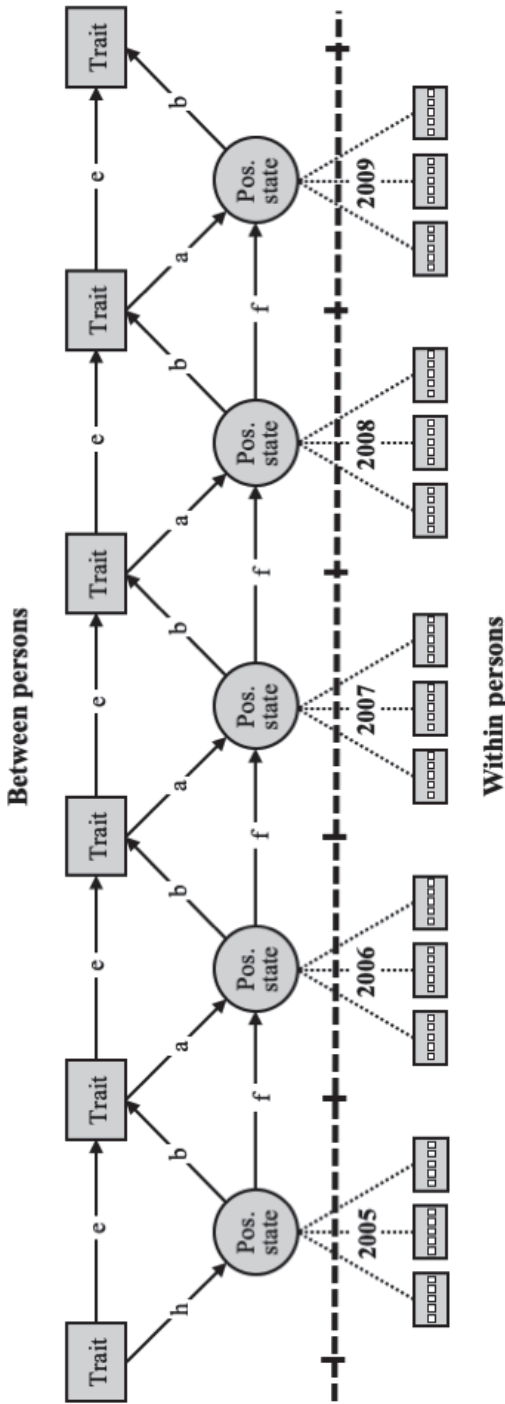 Between persons
Trait
e
Trait
e
Trait
e
Trait
e
Trait
e
Trait
h
b
a
b
a
b
a
b
a
b
Pos.
state
f
Pos.
state
f
Pos.
state
f
Pos.
state
f
Pos.
state
2005
2006
2007
2008
2009
Within persons